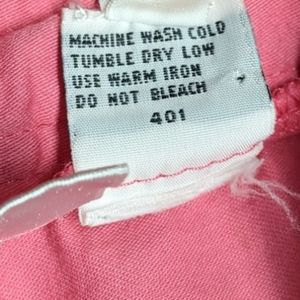 MACHINE WASH COLD
TUMBLE DRY LOW
USE WARM IRON
DO NOT BLEACH
401